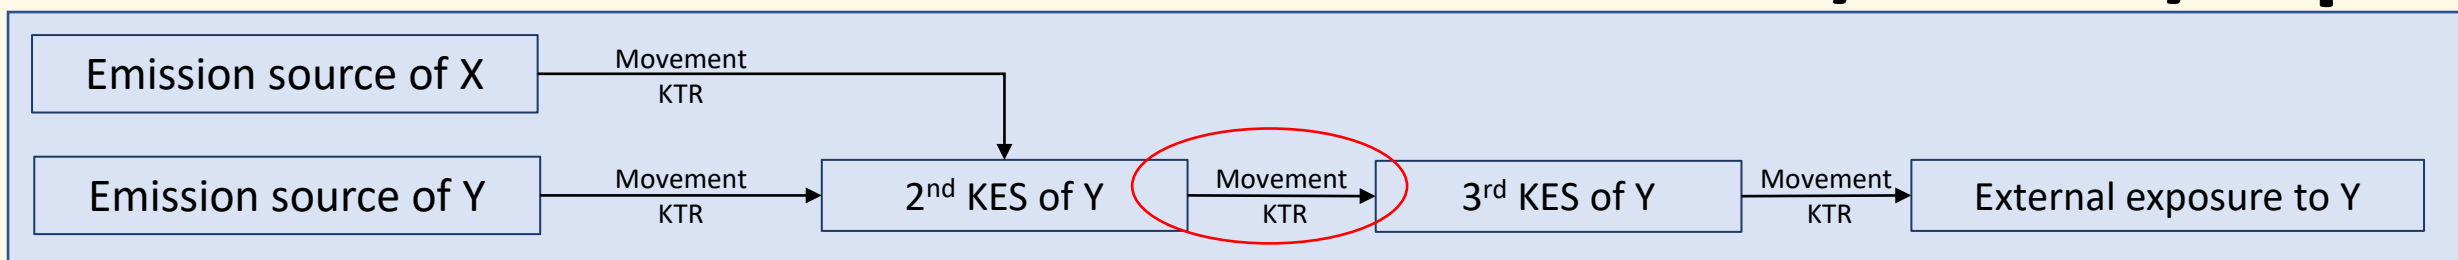 Emission source of X
Movement
KTR
Emission source of Y
Movement
KTR
2nd KES of Y
Movement
KTR
3rd KES of Y
Movement
KTR
External exposure to Y